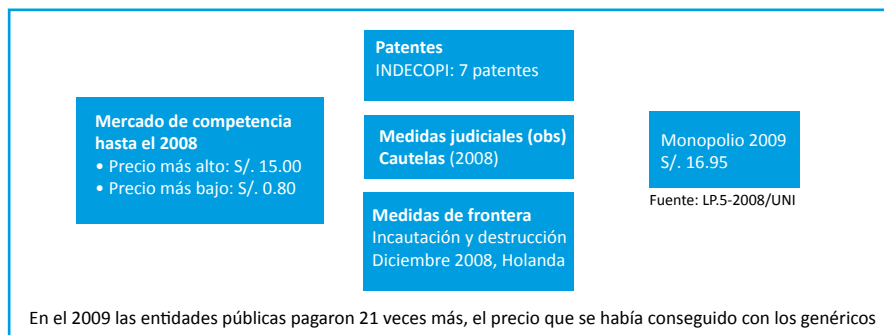 Mercado de competencia
hasta el 2008
• Precio más alto: S/. 15.00
• Precio más bajo: S/. 0.80
Patentes
INDECOPI: 7 patentes
Medidas judiciales (obs)
Cautelas (2008)
Medidas de frontera
Incautación y destrucción
Diciembre 2008, Holanda
Monopolio 2009
S/. 16.95
Fuente: LP.5-2008/UNI
En el 2009 las entidades públicas pagaron 21 veces más, el precio que se había conseguido con los genéricos